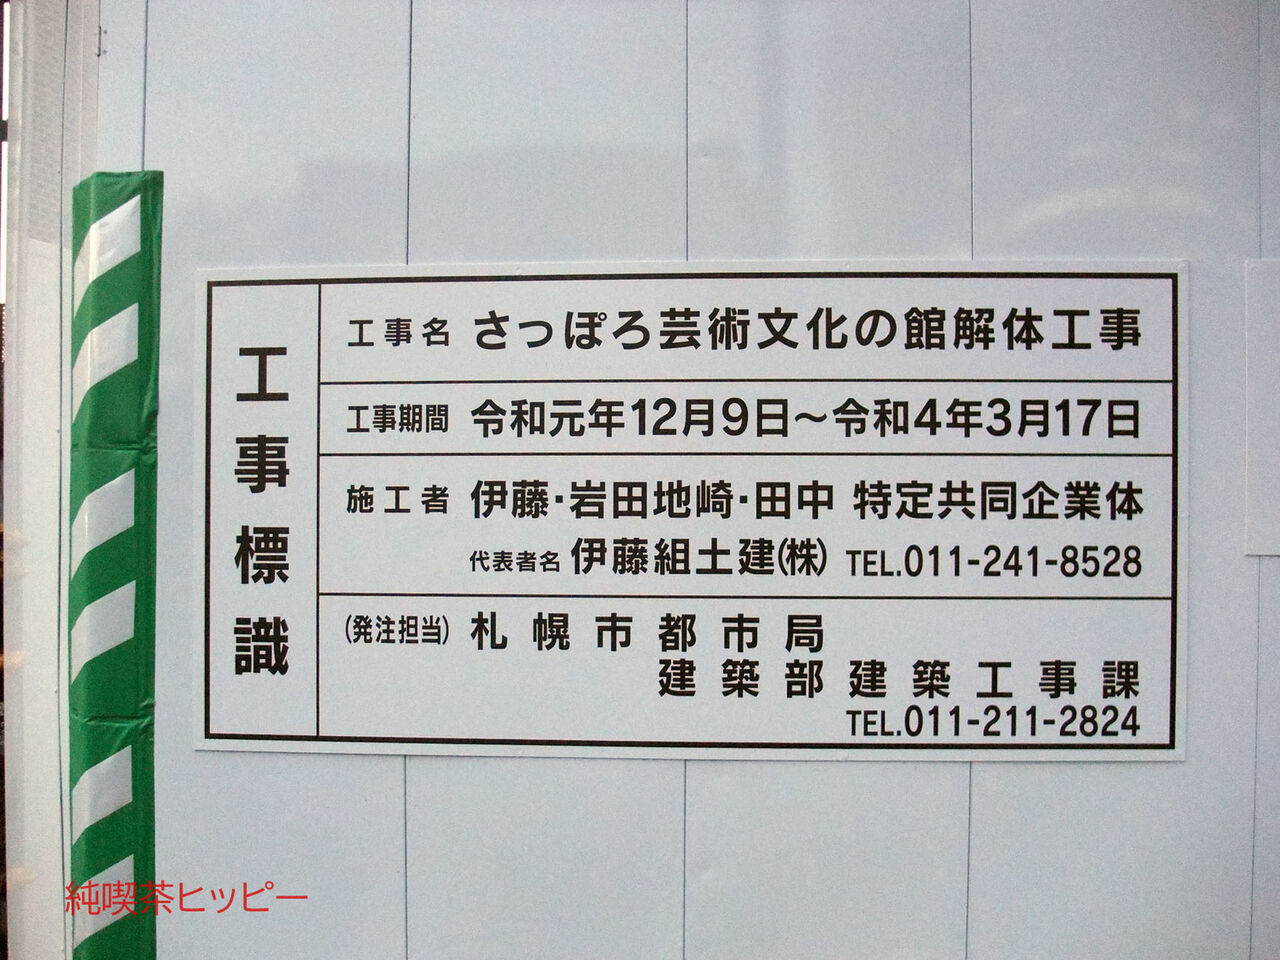 工事標識
工事名 さっぽろ芸術文化の館解体工事
工事期間 令和元年12月9日～令和4年3月17日
施工者 伊藤・岩田地崎・田中 特定共同企業体
代表者名 伊藤組土建(株) TEL.011-241-8528
(発注担当) 札幌市都市局
建築部建築工事課
TEL.011-211-2824
純喫茶ヒッピー